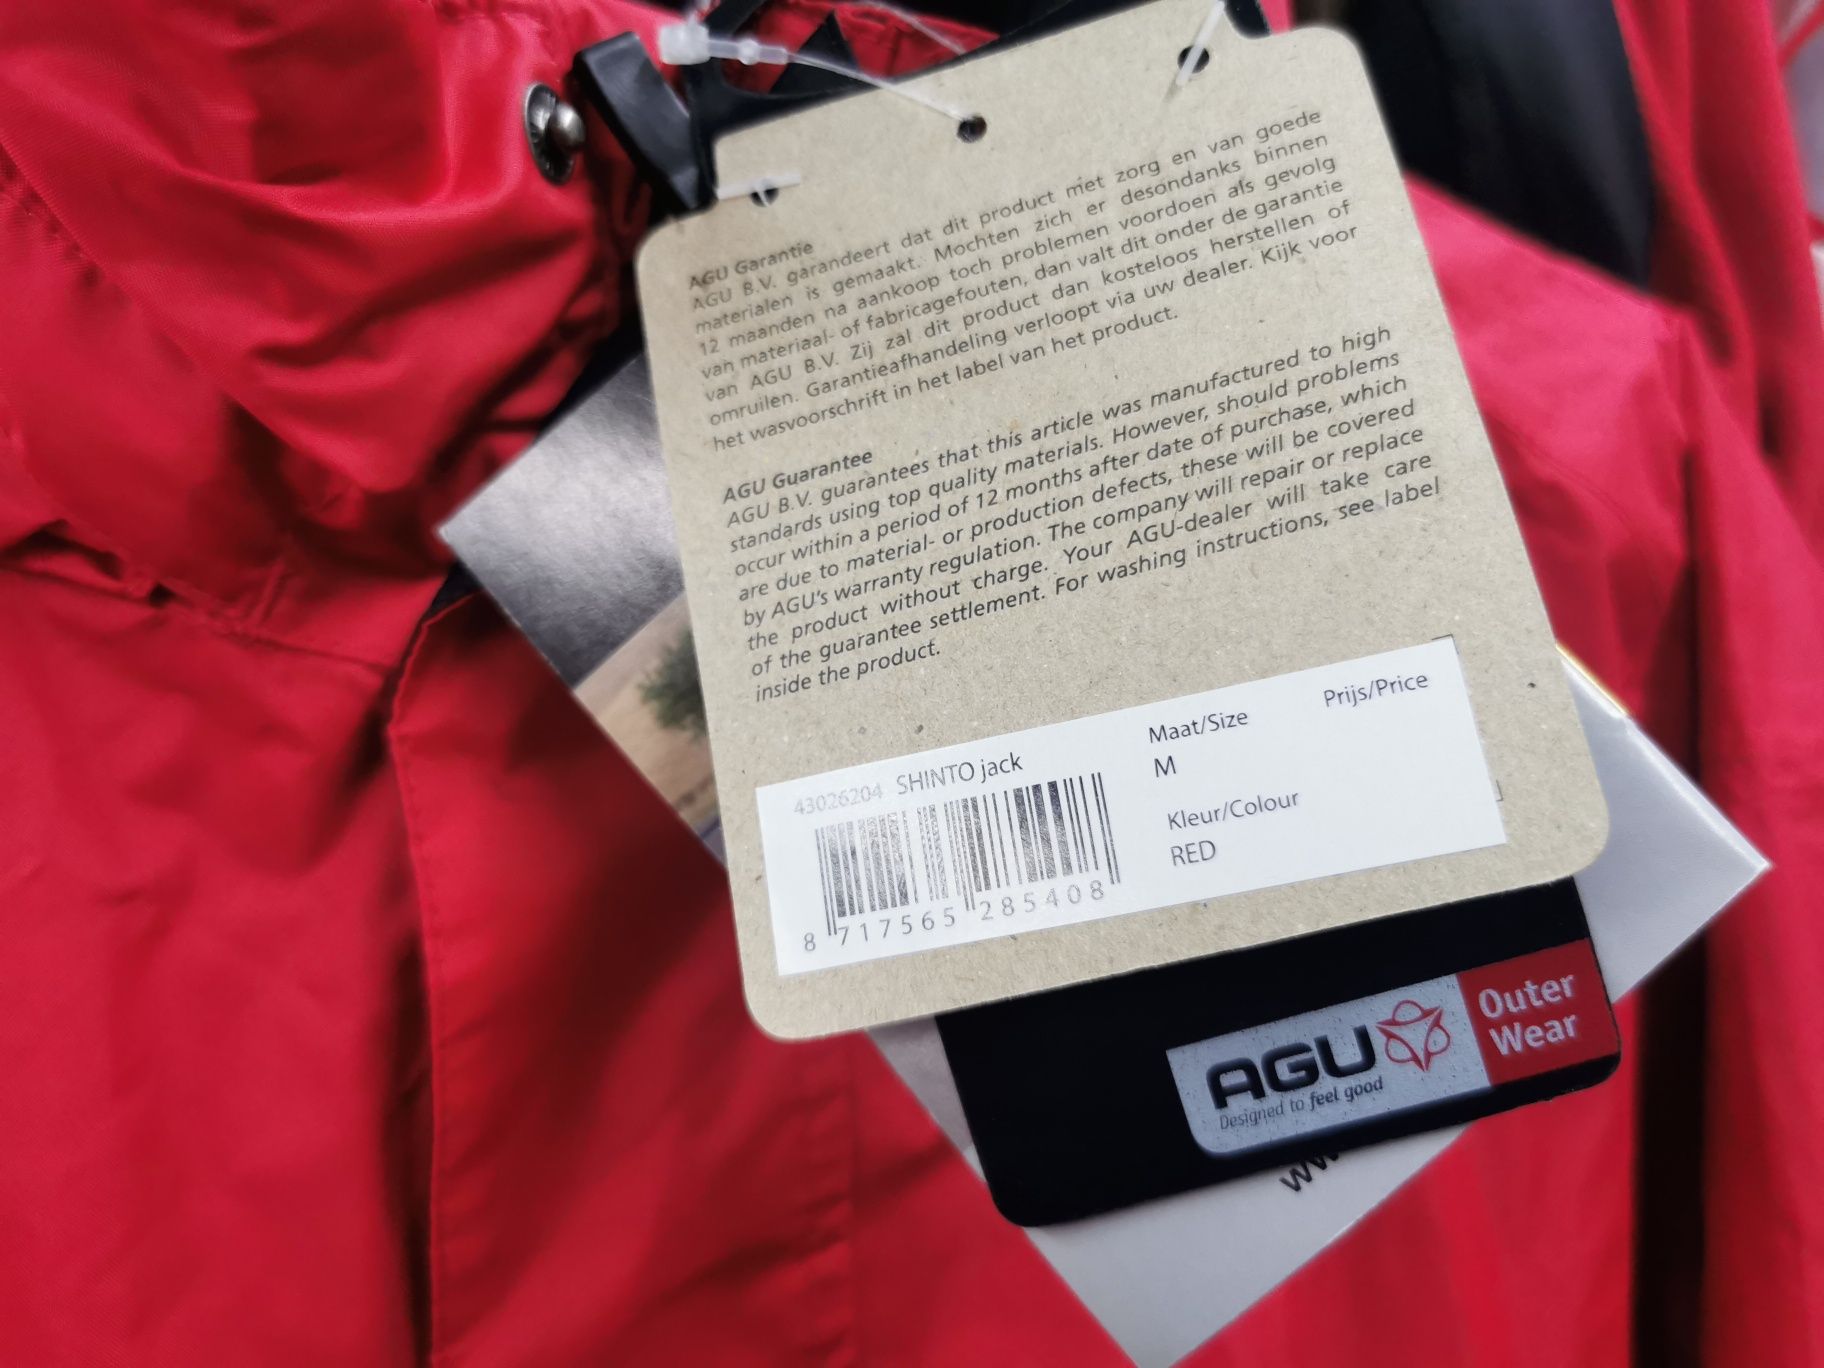 AGU Garantie
AGU B.V. garandeert dat dit product met zorg en van goede
materialen is gemaakt. Mochten zich er desondanks binnen
12 maanden na aankoop toch problemen voordoen als gevolg
van materiaal- of fabricagefouten, dan valt dit onder de garantie
van AGU B.V. Zij zal dit product dan kosteloos herstellen of
omruilen. Garantieafhandeling verloopt via uw dealer. Kijk voor
het wasvoorschrift in het label van het product.
AGU Guarantee
AGU B.V. guarantees that this article was manufactured to high
standards using top quality materials. However, should problems
occur within a period of 12 months after date of purchase, which
are due to material- or production defects, these will be covered
by AGU's warranty regulation. The company will repair or replace
the product without charge. Your AGU-dealer will take care
of the guarantee settlement. For washing instructions, see label
inside the product.
43026204 SHINTO jack
Maat/Size
Prijs/Price
M
Kleur/Colour
RED
8 717565 285408
AGU
Designed to feel good
Outer
Wear